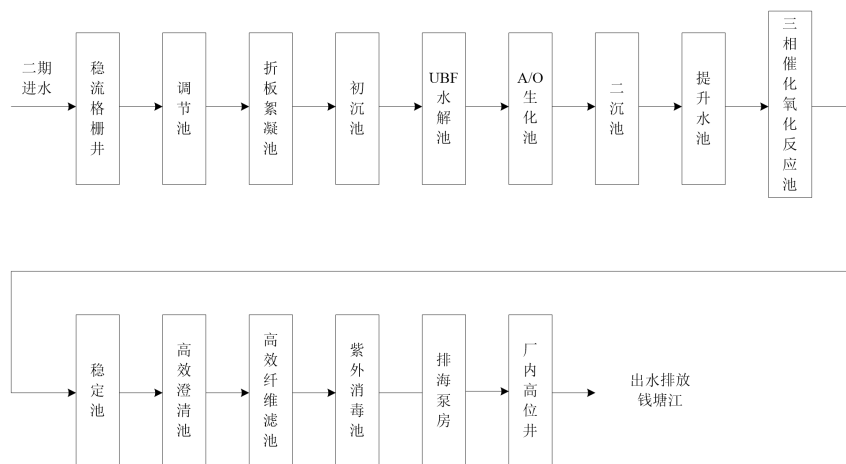 二期
进水
稳流格栅井
调节池
折板絮凝池
初沉池
UBF
水解池
A/O
生化池
二沉池
提升水池
三相催化氧化反应池
稳定池
高效澄清池
高效纤维滤池
紫外消毒池
排海泵房
厂内高位井
出水排放
钱塘江